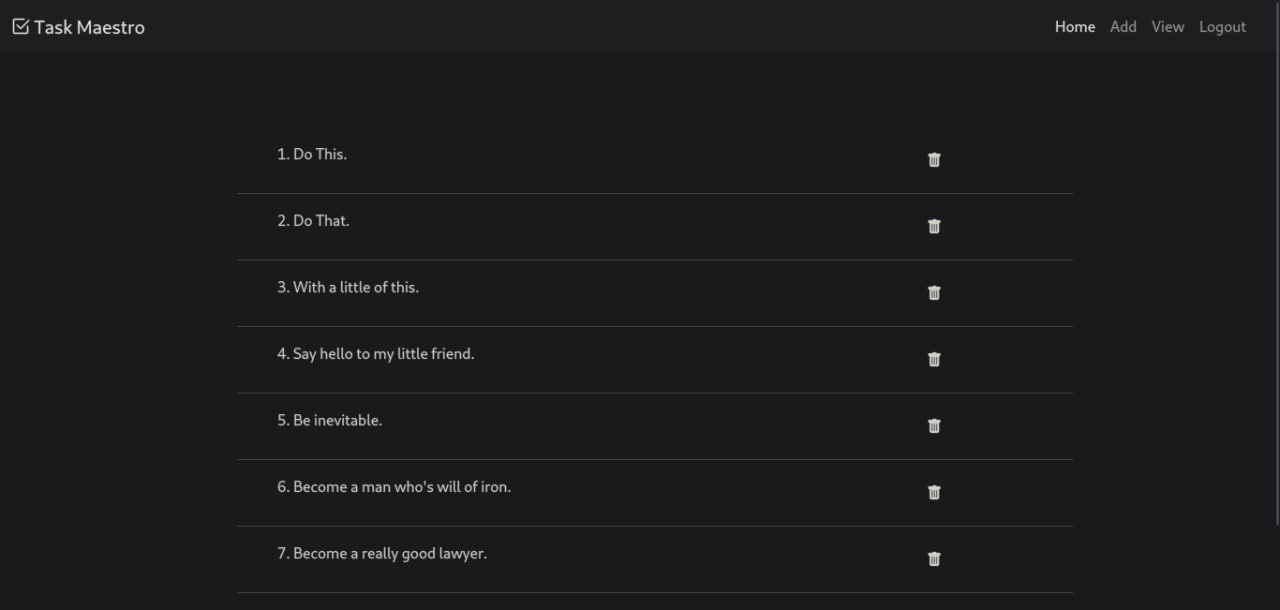 Task Maestro
Home Add View Logout
1. Do This.
2. Do That.
3. With a little of this.
4. Say hello to my little friend.
5. Be inevitable.
6. Become a man who's will of iron.
7. Become a really good lawyer.